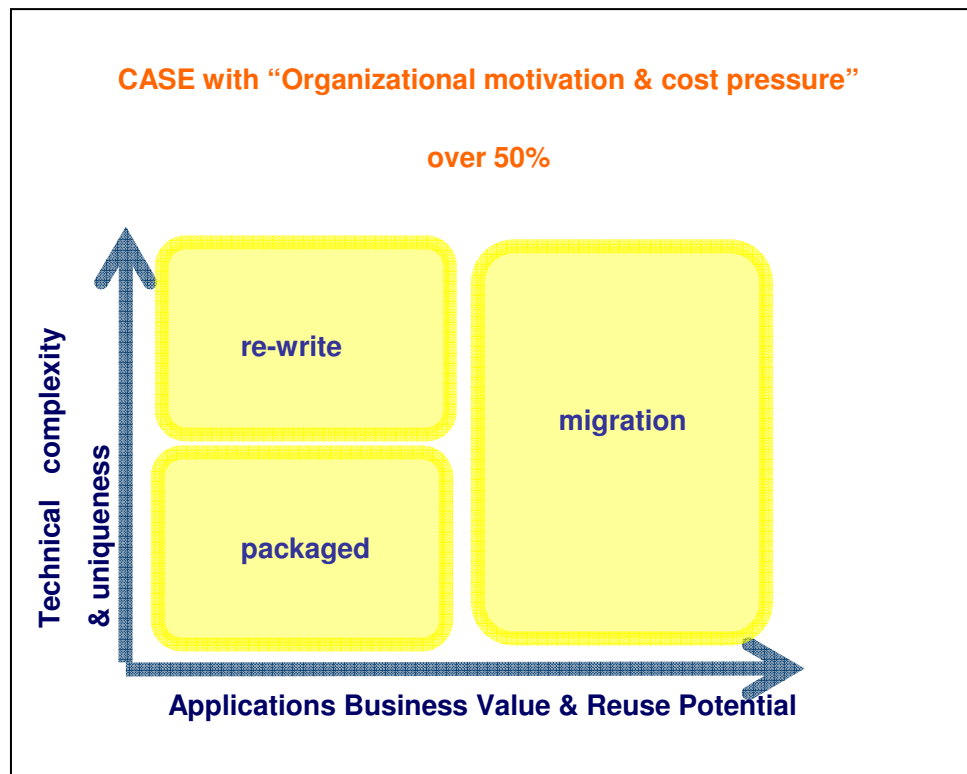 CASE with “Organizational motivation & cost pressure”
over 50%
re-write
migration
packaged
Technical complexity
& uniqueness
Applications Business Value & Reuse Potential